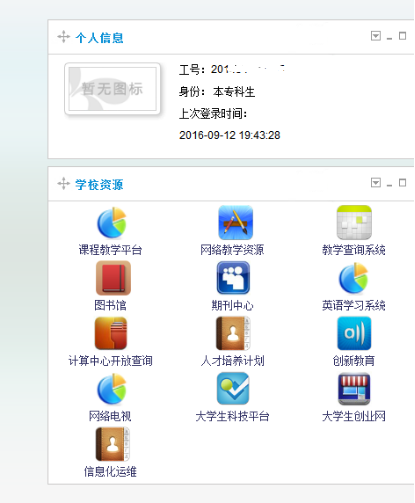 个人信息
暂无图标
工号：201
身份： 本专科生
上次登录时间：
2016-09-12 19:43:28
学校资源
课程教学平台 网络教学资源 教学查询系统
图书馆 期刊中心 英语学习系统
计算中心开放查询 人才培养计划 创新教育
网络电视 大学生科技平台 大学生创业网
信息化运维